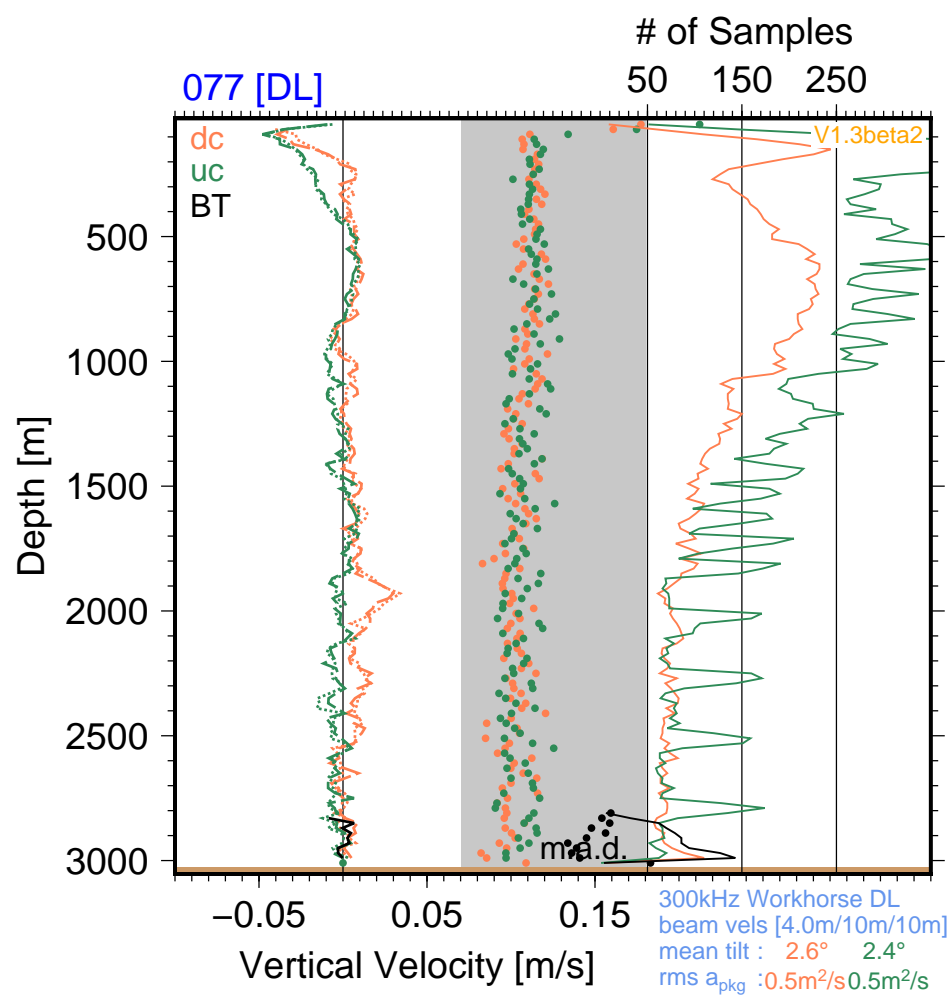 # of Samples
50 150 250
077 [DL]
dc
uc
BT
V1.3beta2
500
1000
1500
2000
2500
3000
Depth [m]
m.a.d.
−0.05 0.05 0.15
Vertical Velocity [m/s]
300kHz Workhorse DL
beam vels [4.0m/10m/10m]
mean tilt : 2.6° 2.4°
rms a_pkg : 0.5m²/s 0.5m²/s